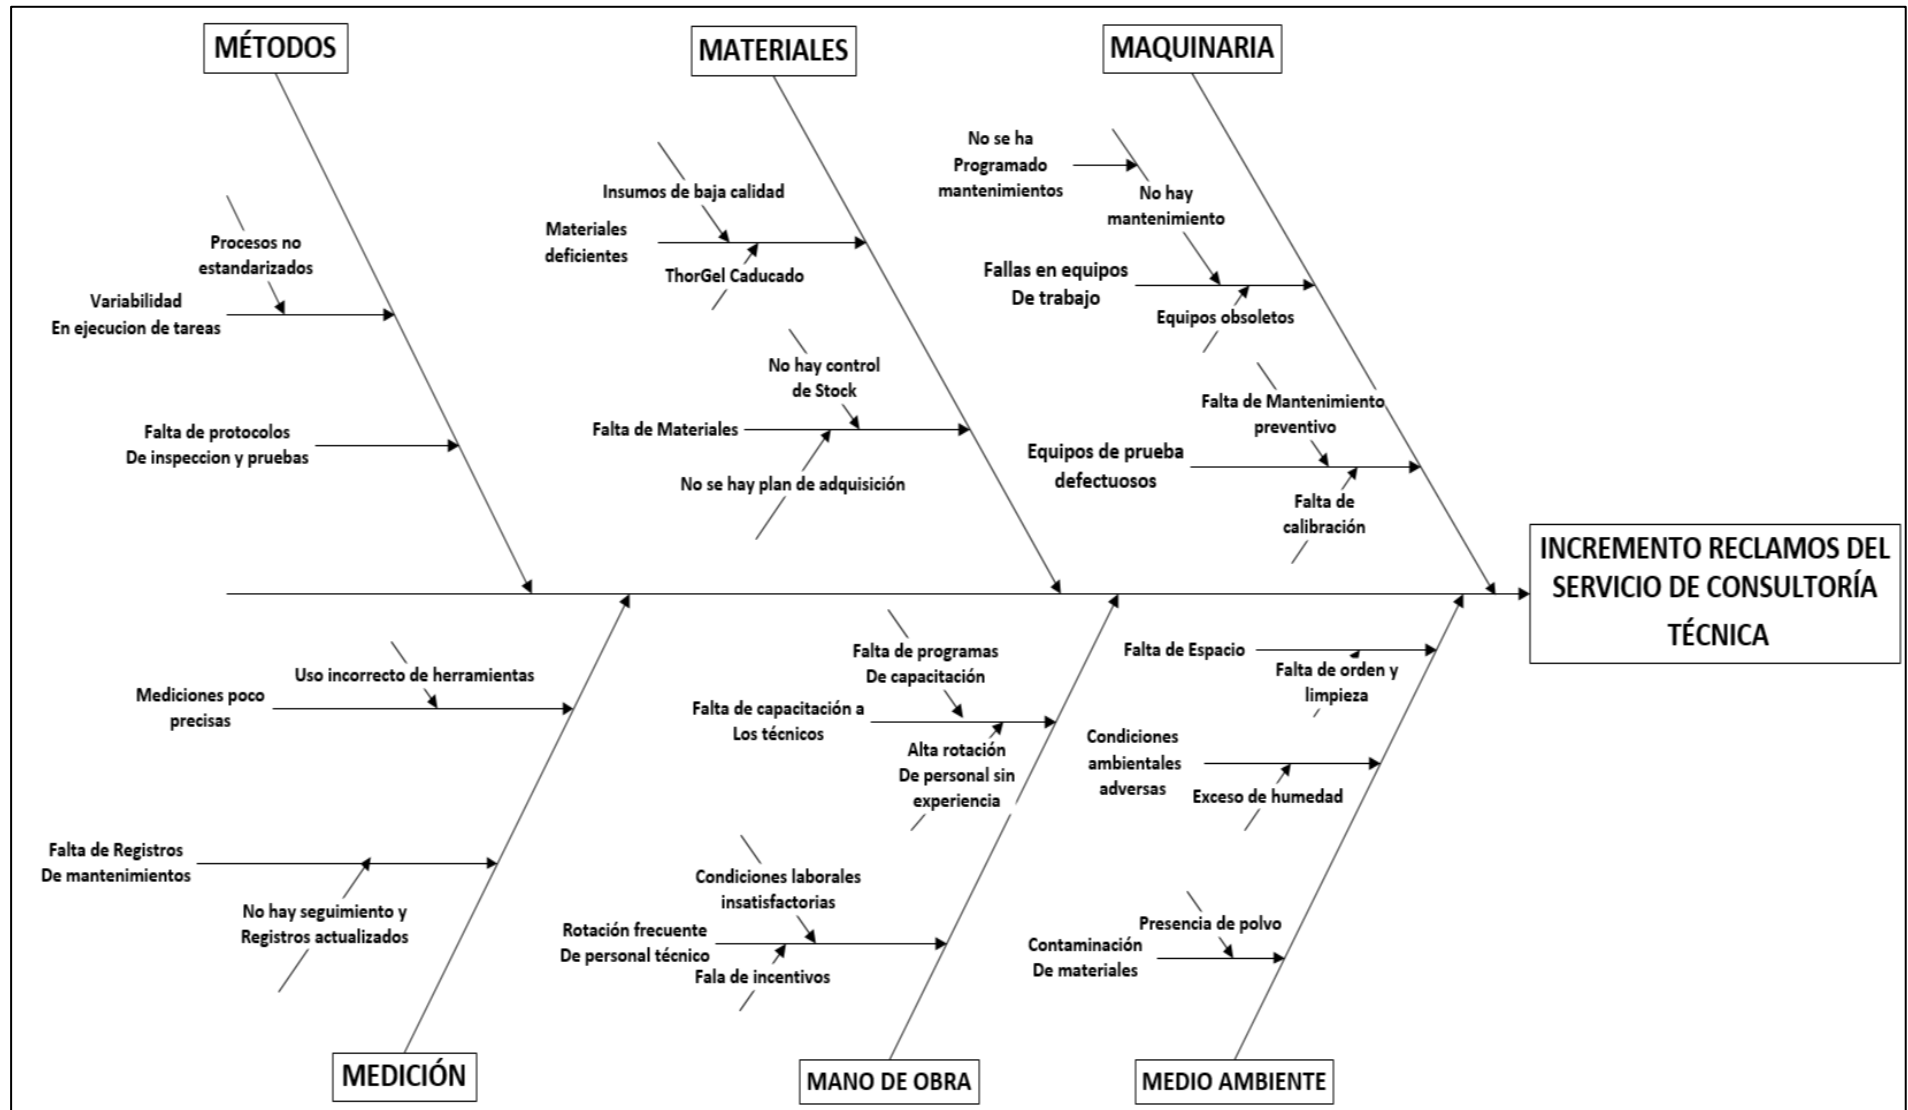 MÉTODOS
MATERIALES
MAQUINARIA
Procesos no
estandarizados
Variabilidad
En ejecucion de tareas
Falta de protocolos
De inspeccion y pruebas
Insumos de baja calidad
Materiales
deficientes
ThorGel Caducado
No hay control
de Stock
Falta de Materiales
No se hay plan de adquisición
No se ha
Programado
mantenimientos
No hay
mantenimiento
Fallas en equipos
De trabajo
Equipos obsoletos
Falta de Mantenimiento
preventivo
Equipos de prueba
defectuosos
Falta de
calibración
INCREMENTO RECLAMOS DEL
SERVICIO DE CONSULTORÍA
TÉCNICA
Uso incorrecto de herramientas
Mediciones poco
precisas
Falta de Registros
De mantenimientos
No hay seguimiento y
Registros actualizados
Falta de programas
De capacitación
Falta de capacitación a
Los técnicos
Alta rotación
De personal sin
experiencia
Condiciones laborales
insatisfactorias
Rotación frecuente
De personal técnico
Fala de incentivos
Falta de Espacio
Falta de orden y
limpieza
Condiciones
ambientales
adversas
Exceso de humedad
Presencia de polvo
Contaminación
De materiales
MEDICIÓN
MANO DE OBRA
MEDIO AMBIENTE